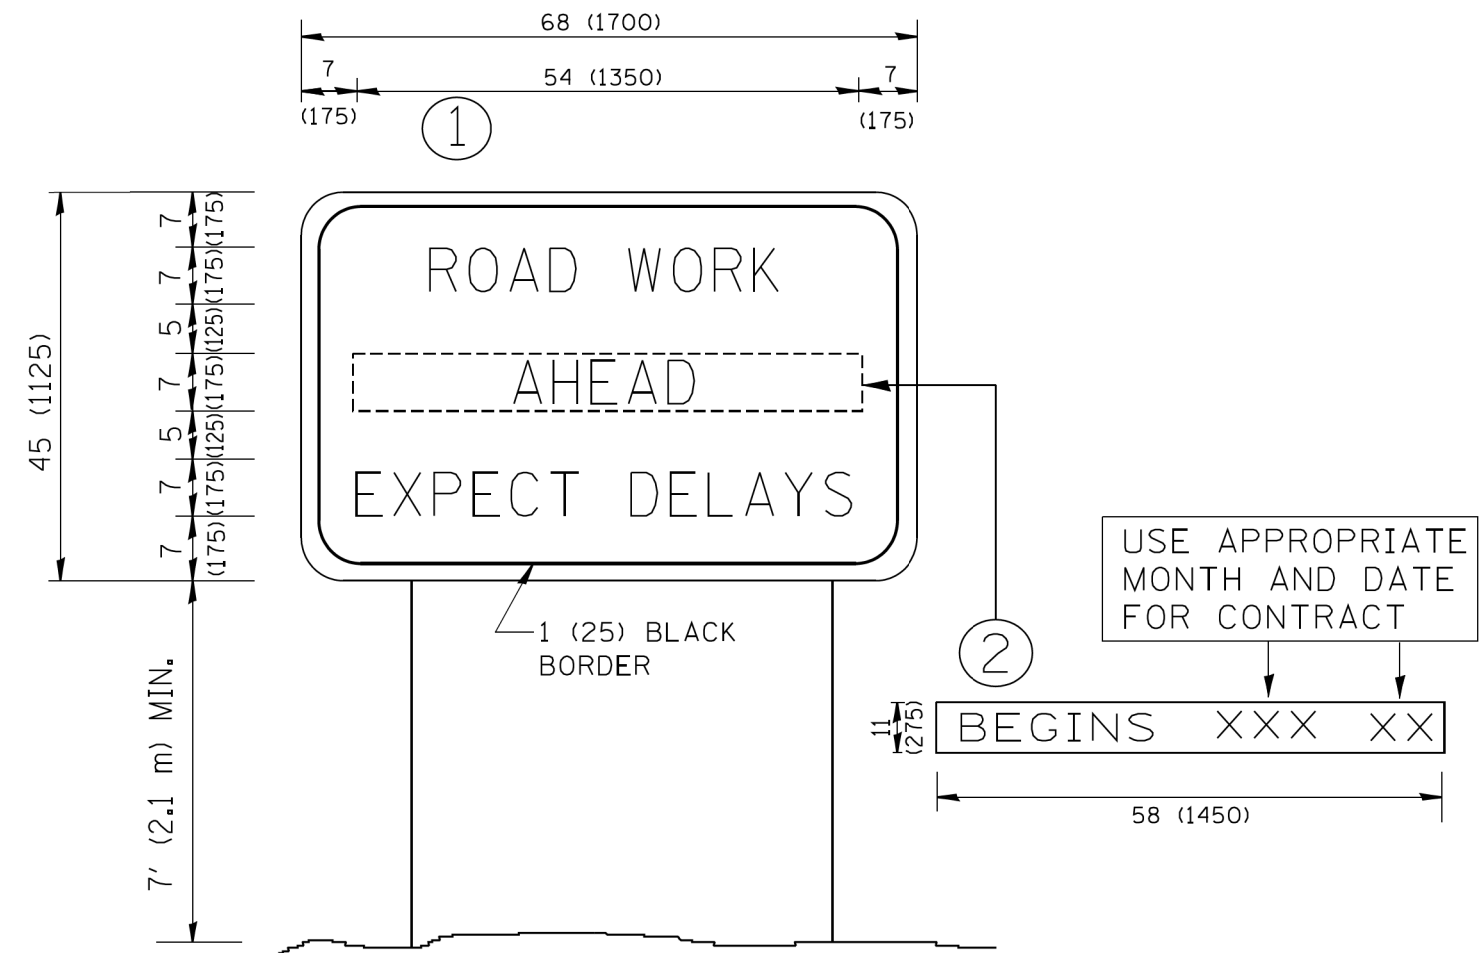 68 (1700)
7
54 (1350)
7
(175)
(175)
1
7
(175)
7
(175)
5
(125)
7
(175)
5
(125)
7
(175)
7
(175)
45 (1125)
ROAD WORK
AHEAD
EXPECT DELAYS
1 (25) BLACK
BORDER
7' (2.1 m) MIN.
2
USE APPROPRIATE
MONTH AND DATE
FOR CONTRACT
11
(275)
BEGINS XXX XX
58 (1450)